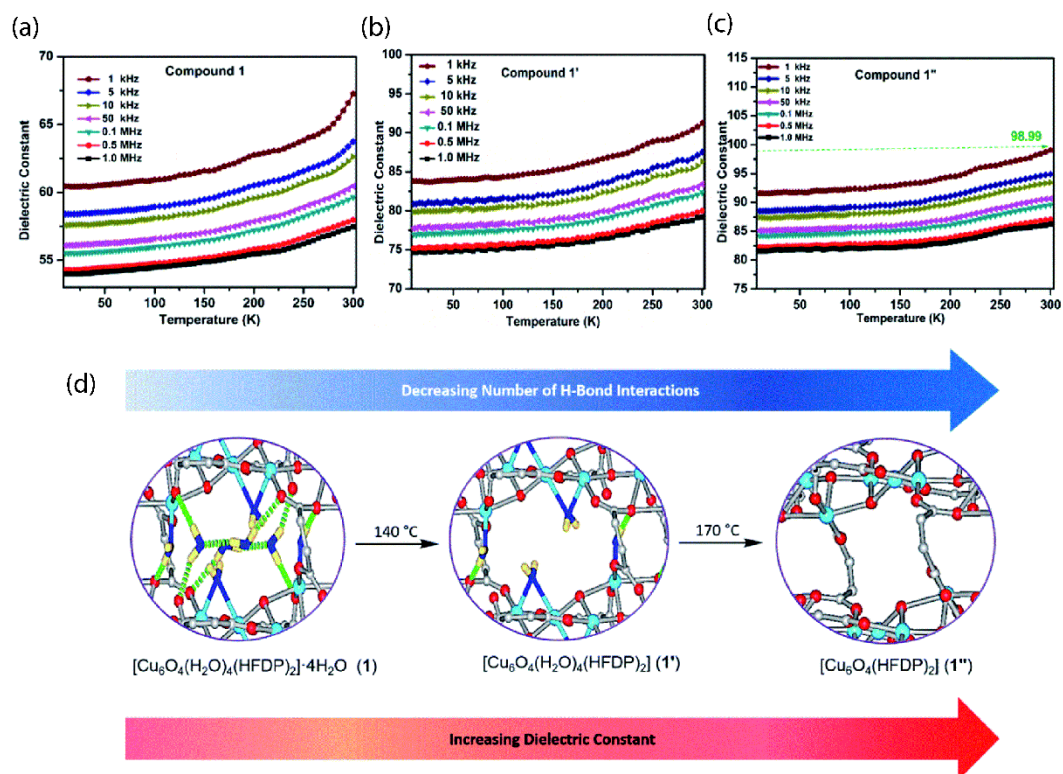 (a)
70
65
60
55
Dielectric Constant
Compound 1
1 kHz
5 kHz
10 kHz
50 kHz
0.1 MHz
0.5 MHz
1.0 MHz
50 100 150 200 250 300
Temperature (K)
(b)
100
95
90
85
80
75
70
Dielectric Constant
Compound 1'
1 kHz
5 kHz
10 kHz
50 kHz
0.1 MHz
0.5 MHz
1.0 MHz
50 100 150 200 250 300
Temperature (K)
(c)
115
110
105
100
95
90
85
80
75
Dielectric Constant
Compound 1''
1 kHz
5 kHz
10 kHz
50 kHz
0.1 MHz
0.5 MHz
1.0 MHz
98.99
50 100 150 200 250 300
Temperature (K)
(d)
Decreasing Number of H-Bond Interactions
140 °C
170 °C
[Cu₆O₄(H₂O)₄(HFDP)₂]·4H₂O (1)
[Cu₆O₄(H₂O)₄(HFDP)₂] (1')
[Cu₆O₄(HFDP)₂] (1'')
Increasing Dielectric Constant